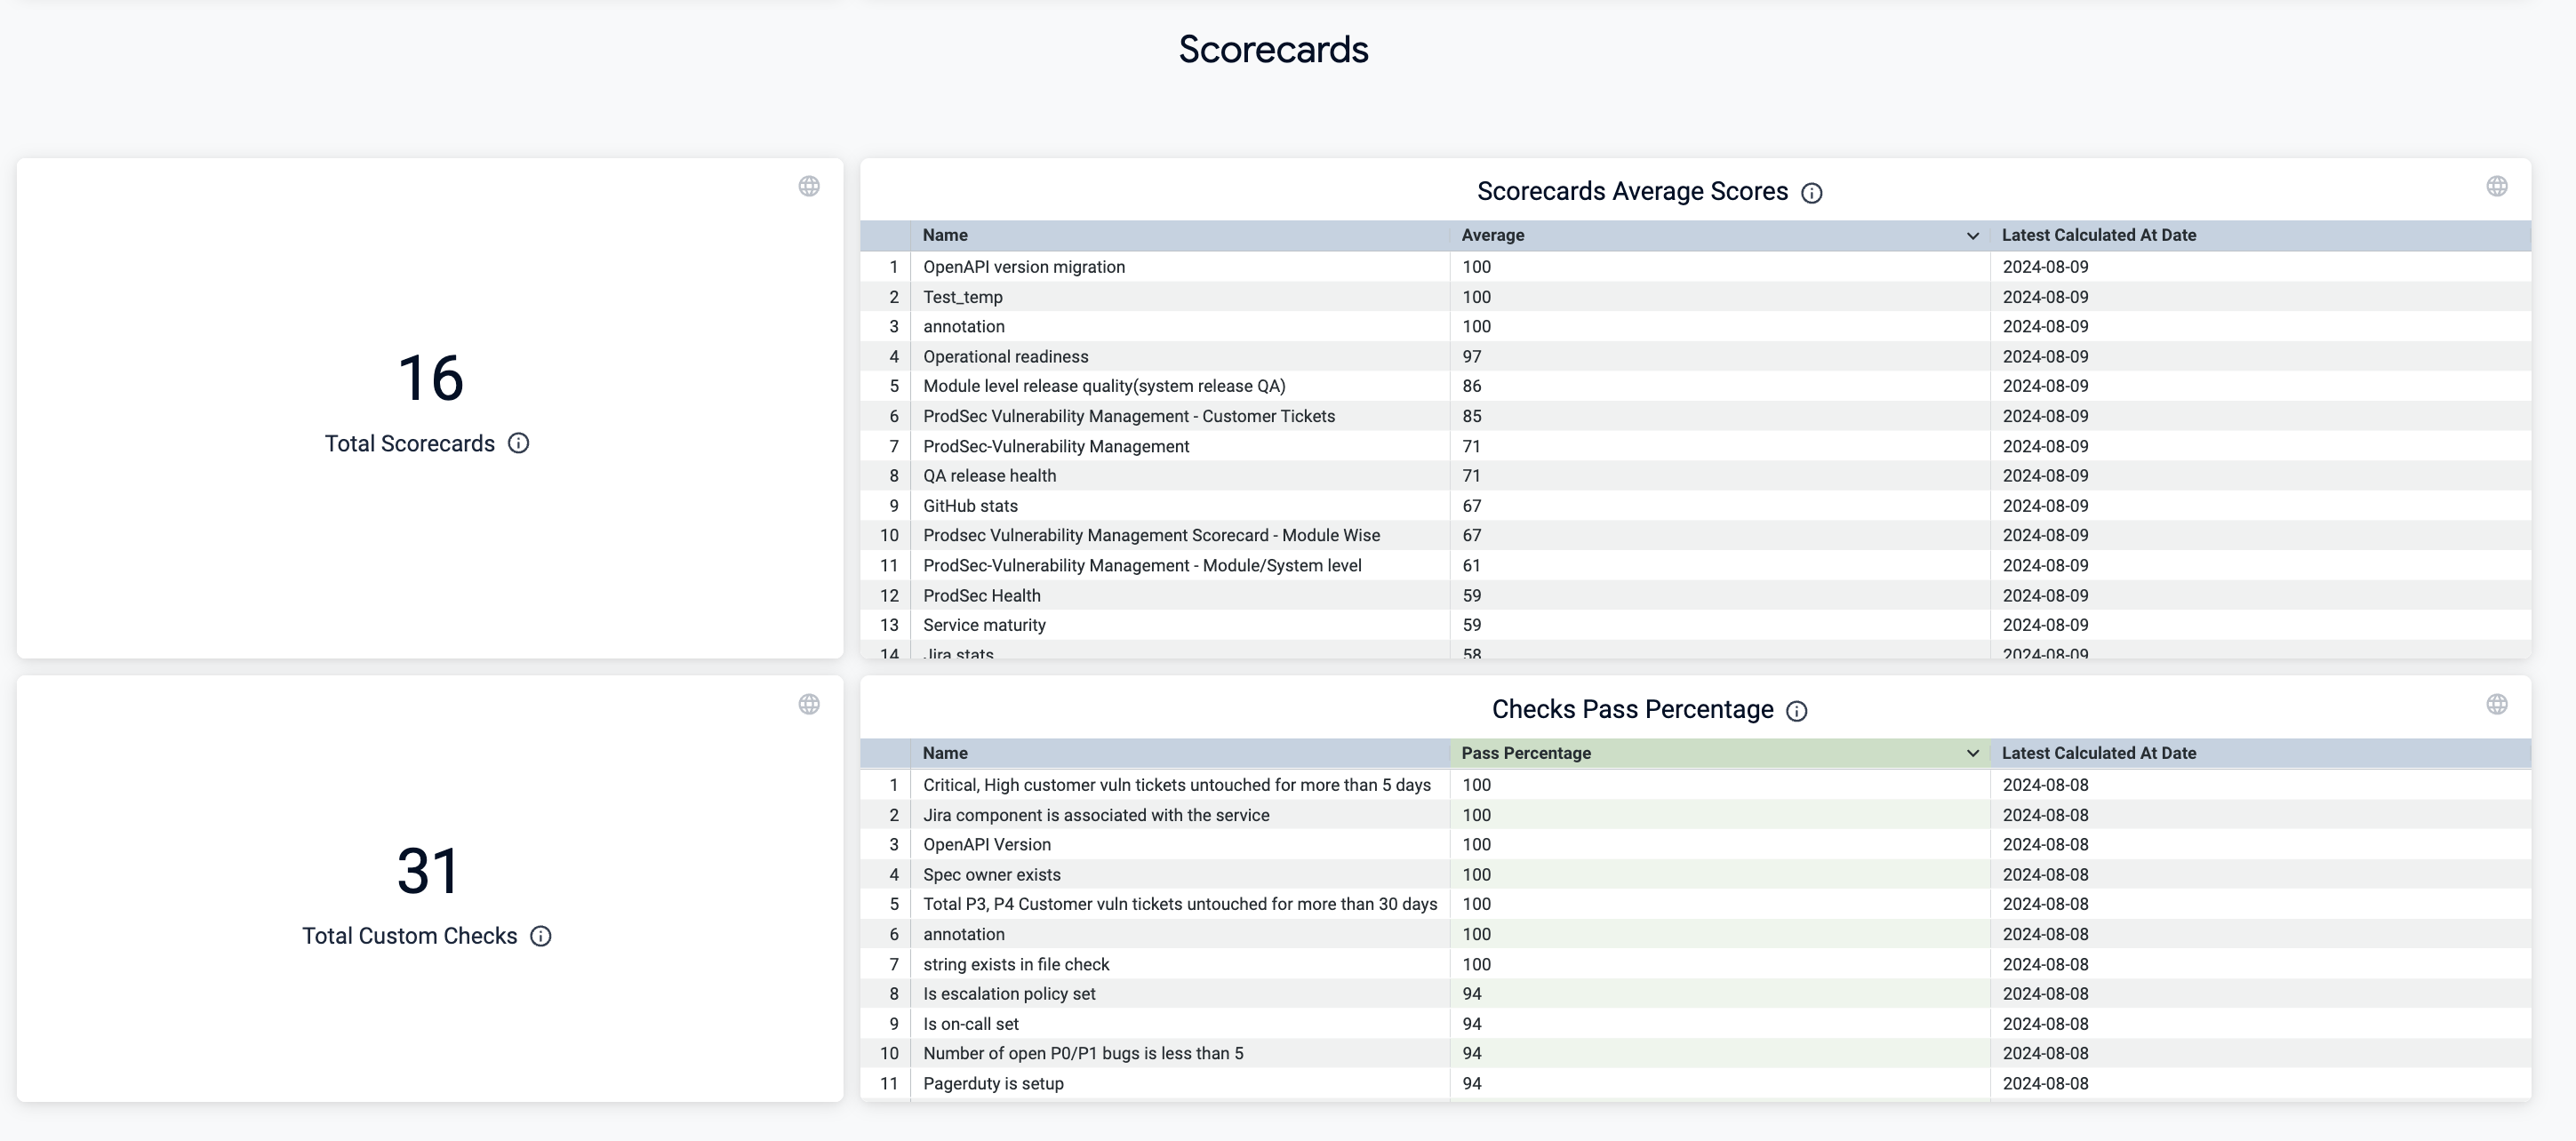 Scorecards
16
Total Scorecards
Scorecards Average Scores
Name Average Latest Calculated At Date
1 OpenAPI version migration 100 2024-08-09
2 Test_temp 100 2024-08-09
3 annotation 100 2024-08-09
4 Operational readiness 97 2024-08-09
5 Module level release quality(system release QA) 86 2024-08-09
6 ProdSec Vulnerability Management - Customer Tickets 85 2024-08-09
7 ProdSec-Vulnerability Management 71 2024-08-09
8 QA release health 71 2024-08-09
9 GitHub stats 67 2024-08-09
10 Prodsec Vulnerability Management Scorecard - Module Wise 67 2024-08-09
11 ProdSec-Vulnerability Management - Module/System level 61 2024-08-09
12 ProdSec Health 59 2024-08-09
13 Service maturity 59 2024-08-09
14 Jira stats 58 2024-08-09
31
Total Custom Checks
Checks Pass Percentage
Name Pass Percentage Latest Calculated At Date
1 Critical, High customer vuln tickets untouched for more than 5 days 100 2024-08-08
2 Jira component is associated with the service 100 2024-08-08
3 OpenAPI Version 100 2024-08-08
4 Spec owner exists 100 2024-08-08
5 Total P3, P4 Customer vuln tickets untouched for more than 30 days 100 2024-08-08
6 annotation 100 2024-08-08
7 string exists in file check 100 2024-08-08
8 Is escalation policy set 94 2024-08-08
9 Is on-call set 94 2024-08-08
10 Number of open P0/P1 bugs is less than 5 94 2024-08-08
11 Pagerduty is setup 94 2024-08-08